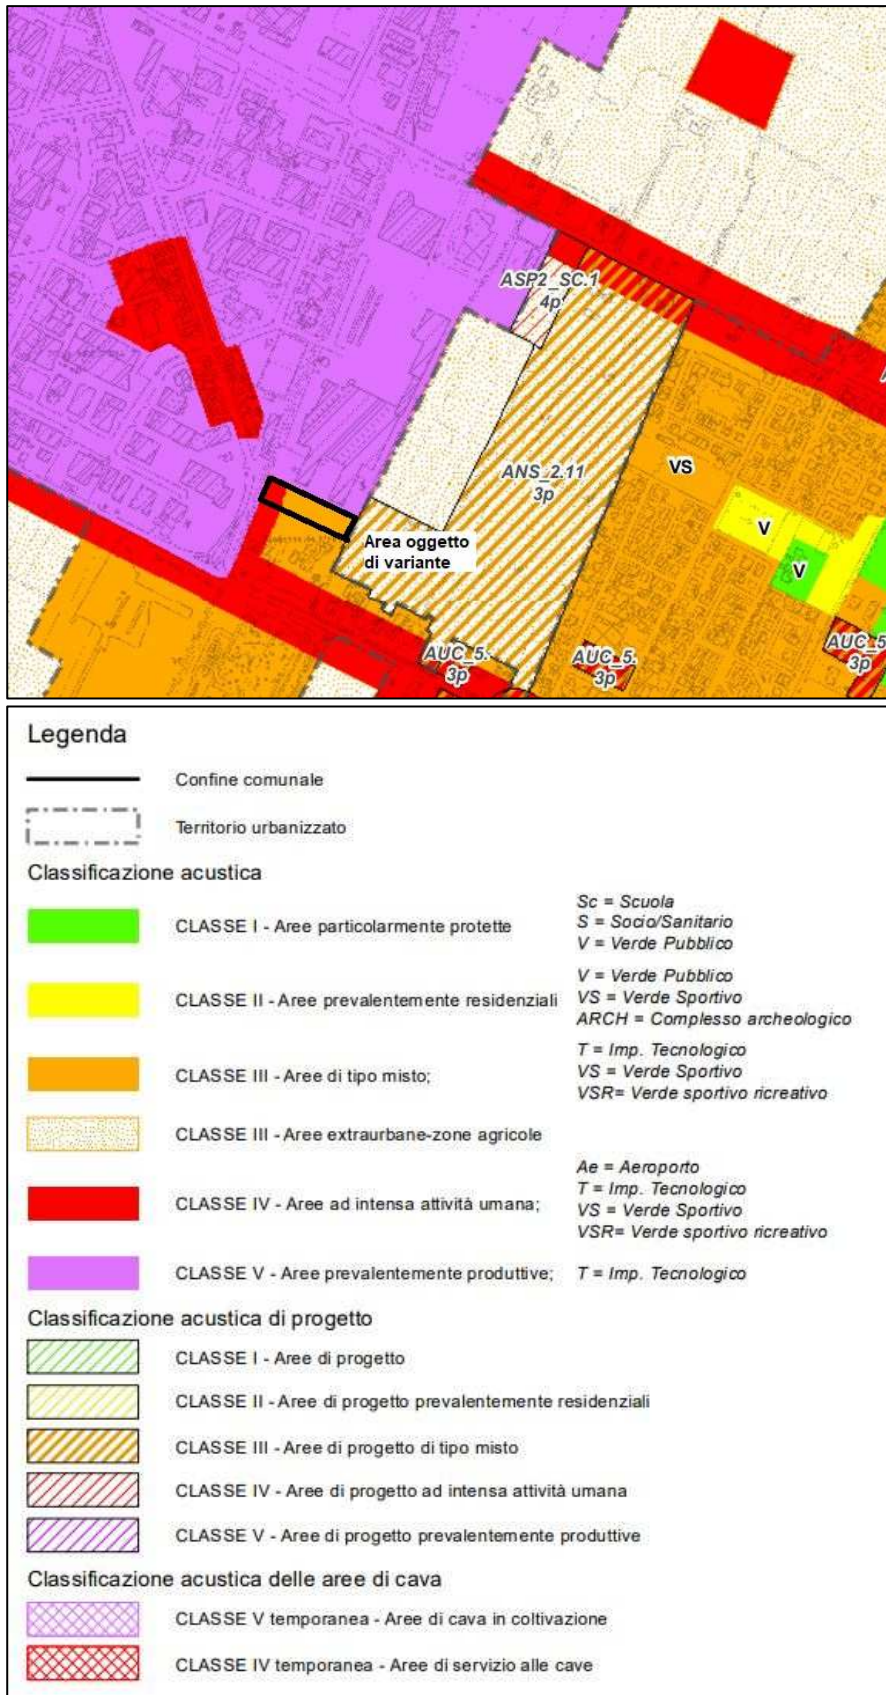 ASP2_SC.1
4p
VS
ANS_2.11
3p
V
Area oggetto
di variante
V
AUC_5.
3p
AUC_5.
3p
AUC_5
3p
Legenda
Confine comunale
Territorio urbanizzato
Classificazione acustica
CLASSE I - Aree particolarmente protette
Sc = Scuola
S = Socio/Sanitario
V = Verde Pubblico
CLASSE II - Aree prevalentemente residenziali
V = Verde Pubblico
VS = Verde Sportivo
ARCH = Complesso archeologico
CLASSE III - Aree di tipo misto;
T = Imp. Tecnologico
VS = Verde Sportivo
VSR= Verde sportivo ricreativo
CLASSE III - Aree extraurbane-zone agricole
CLASSE IV - Aree ad intensa attività umana;
Ae = Aeroporto
T = Imp. Tecnologico
VS = Verde Sportivo
VSR= Verde sportivo ricreativo
CLASSE V - Aree prevalentemente produttive;
T = Imp. Tecnologico
Classificazione acustica di progetto
CLASSE I - Aree di progetto
CLASSE II - Aree di progetto prevalentemente residenziali
CLASSE III - Aree di progetto di tipo misto
CLASSE IV - Aree di progetto ad intensa attività umana
CLASSE V - Aree di progetto prevalentemente produttive
Classificazione acustica delle aree di cava
CLASSE V temporanea - Aree di cava in coltivazione
CLASSE IV temporanea - Aree di servizio alle cave